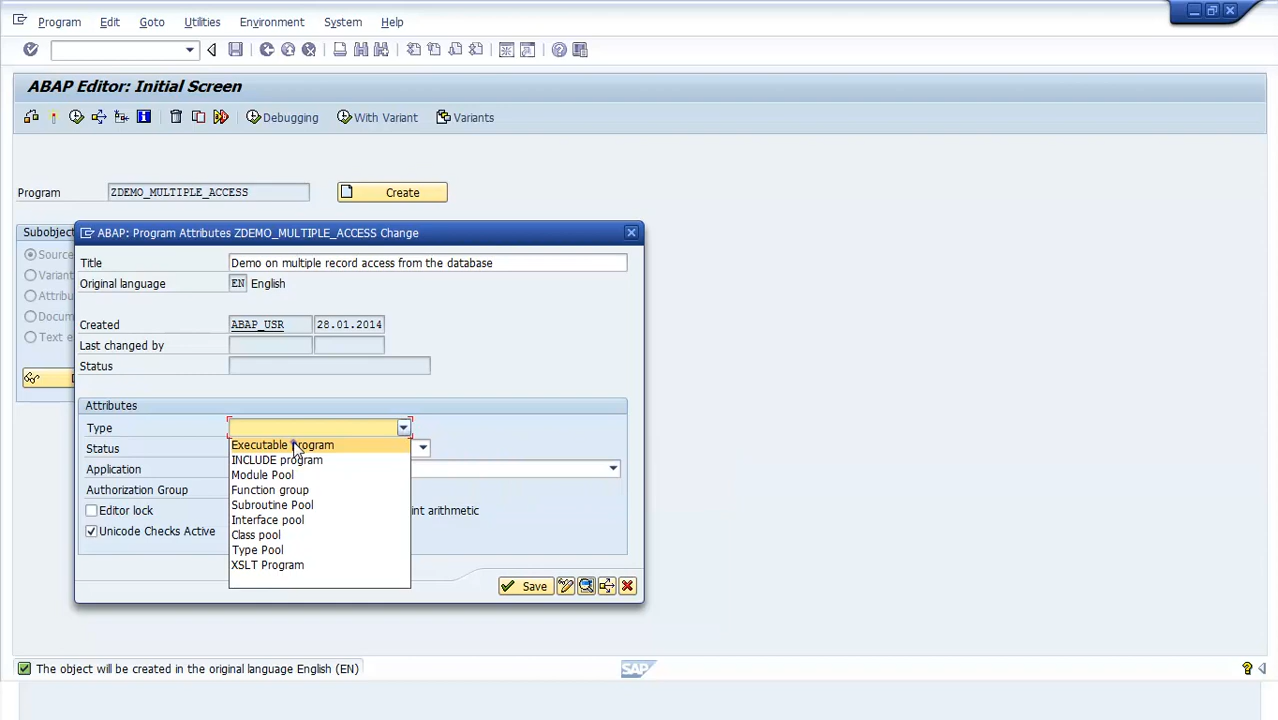 Program Edit Goto Utilities Environment System Help
ABAP Editor: Initial Screen
Debugging With Variant Variants
Program ZDEMO_MULTIPLE_ACCESS Create
Subobject
ABAP: Program Attributes ZDEMO_MULTIPLE_ACCESS Change
Title Demo on multiple record access from the database
Original language EN English
Created ABAP_USR 28.01.2014
Last changed by
Status
Attributes
Type
Executable Program
Status
INCLUDE program
Application
Module Pool
Authorization Group
Function group
Editor lock
Subroutine Pool
int arithmetic
Interface pool
Unicode Checks Active
Class pool
Type Pool
XSLT Program
Save
The object will be created in the original language English (EN)
SAP